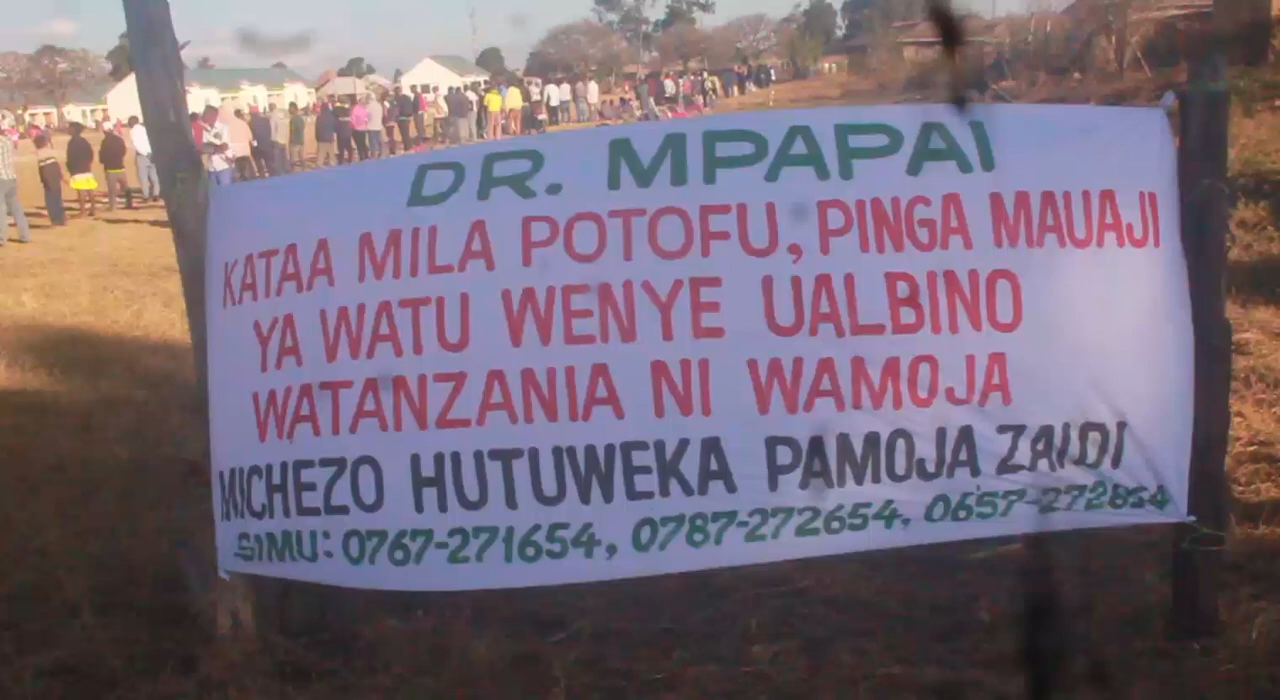 DR. MPAPAI
KATAA MILA POTOFU, PINGA MAUAJI
YA WATU WENYE UALBINO
WATANZANIA NI WAMOJA
MICHEZO HUTUWEKA PAMOJA ZAIDI
SIMU: 0767-271654, 0787-272654, 0657-272854